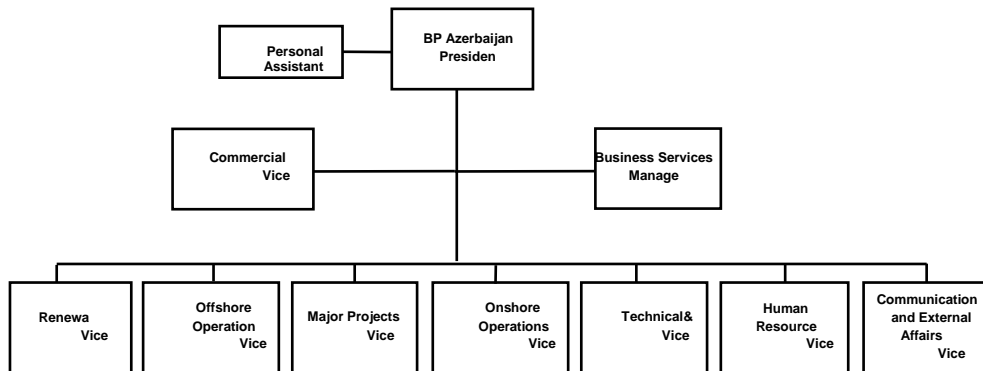 BP Azerbaijan
Presiden
Personal
Assistant
Commercial
Vice
Business Services
Manage
Renewa
Vice
Offshore
Operation
Vice
Major Projects
Vice
Onshore
Operations
Vice
Technical&
Vice
Human
Resource
Vice
Communication
and External
Affairs
Vice